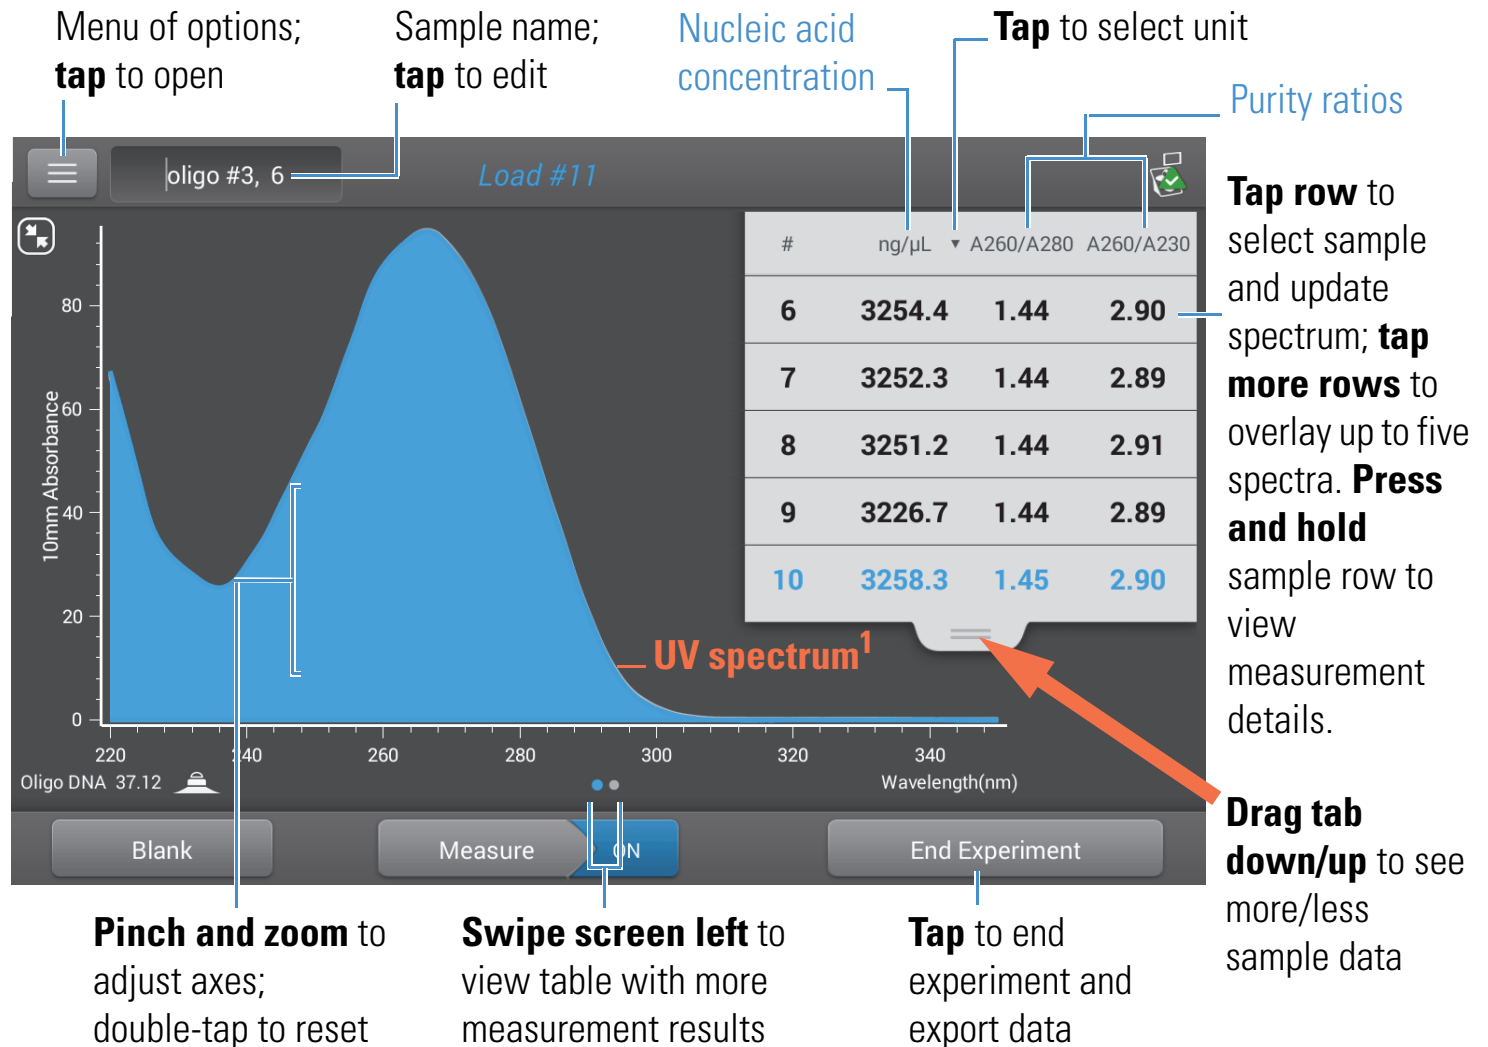 Menu of options;
tap to open
Sample name;
tap to edit
Nucleic acid
concentration
Tap to select unit
Purity ratios
oligo #3, 6
Load #11
# ng/µL ▼ A260/A280 A260/A230
6 3254.4 1.44 2.90
7 3252.3 1.44 2.89
8 3251.2 1.44 2.91
9 3226.7 1.44 2.89
10 3258.3 1.45 2.90
Tap row to
select sample
and update
spectrum; tap
more rows to
overlay up to five
spectra. Press
and hold
sample row to
view
measurement
details.
10mm Absorbance
80
60
40
20
0
UV spectrum1
220 240 260 280 300 320 340
Oligo DNA 37.12
Wavelength(nm)
Drag tab
down/up to see
more/less
sample data
Blank
Measure
ON
End Experiment
Pinch and zoom to
adjust axes;
double-tap to reset
Swipe screen left to
view table with more
measurement results
Tap to end
experiment and
export data